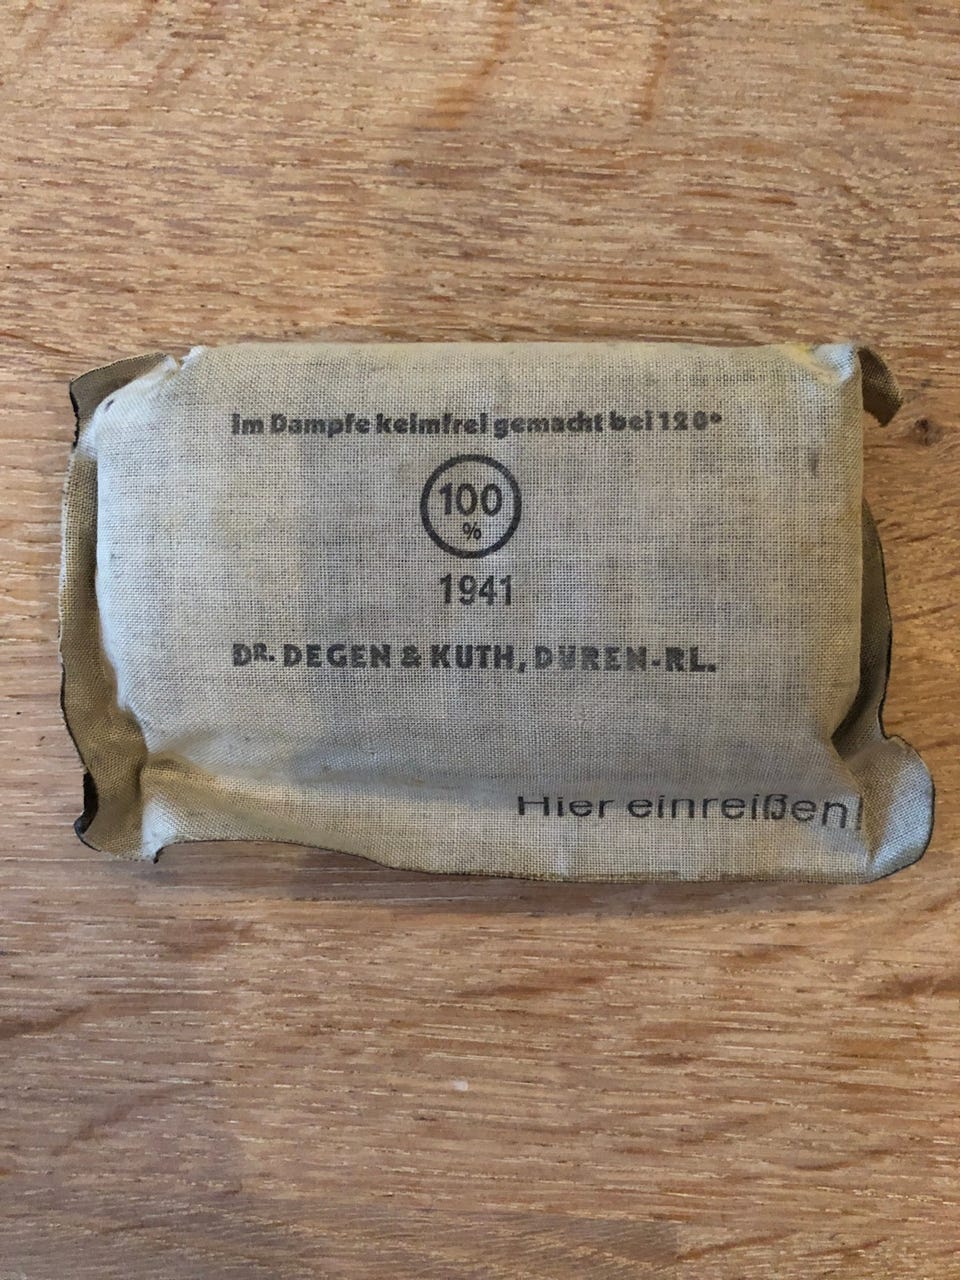 Im Dampfe keimfrei gemacht bei 120°
100
%
1941
DR. DEGEN & KUTH, DÜREN-RL.
Hier einreißen!